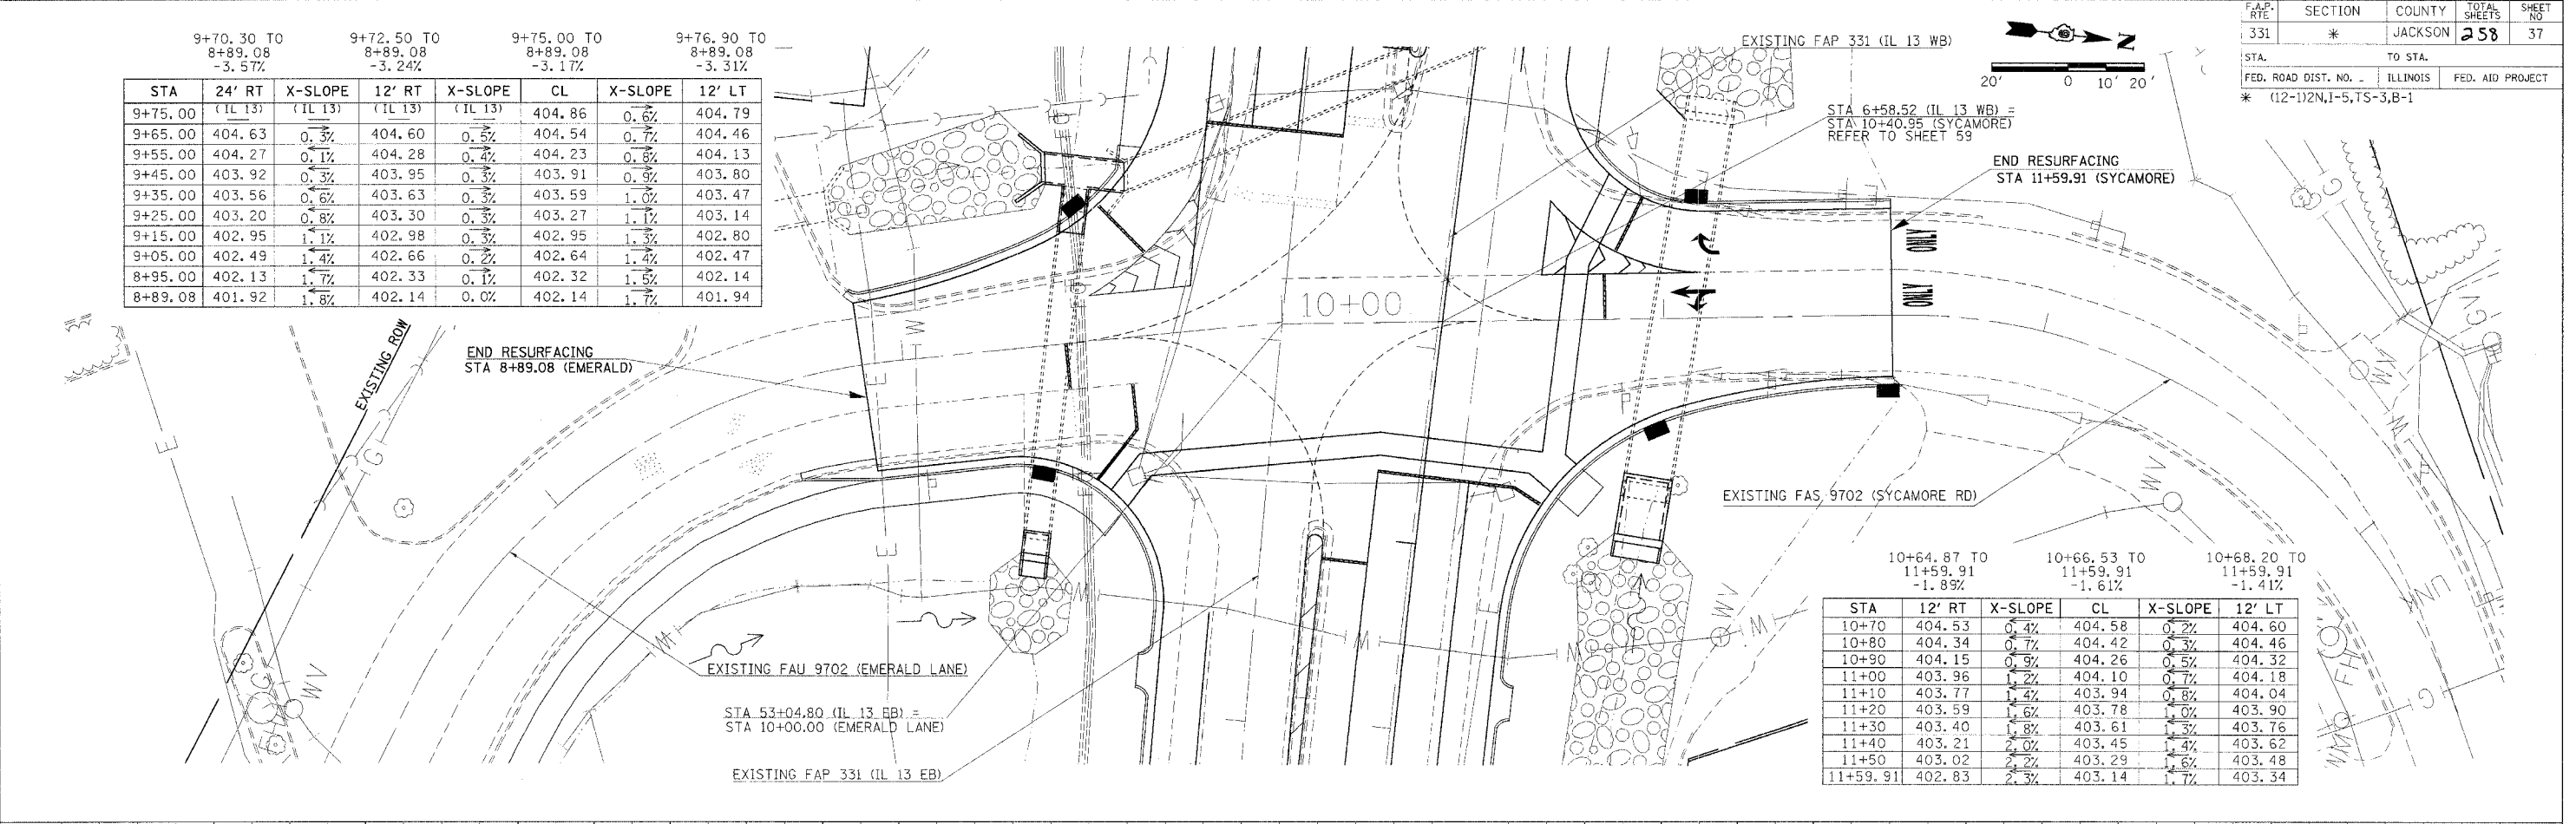 F.A.P. RTE SECTION COUNTY TOTAL SHEETS SHEET NO
331 * JACKSON 258 37
STA. TO STA.
FED. ROAD DIST. NO. _ ILLINOIS FED. AID PROJECT
* (12-1)2N,I-5,TS-3,B-1
9+70.30 TO 9+72.50 TO 9+75.00 TO 9+76.90 TO
8+89.08 8+89.08 8+89.08 8+89.08
-3.57% -3.24% -3.17% -3.31%
STA 24' RT X-SLOPE 12' RT X-SLOPE CL X-SLOPE 12' LT
9+75.00 (IL 13) (IL 13) (IL 13) (IL 13) 404.86 0.6% 404.79
9+65.00 404.63 0.3% 404.60 0.5% 404.54 0.7% 404.46
9+55.00 404.27 0.1% 404.28 0.4% 404.23 0.8% 404.13
9+45.00 403.92 0.3% 403.95 0.3% 403.91 0.9% 403.80
9+35.00 403.56 0.6% 403.63 0.3% 403.59 1.0% 403.47
9+25.00 403.20 0.8% 403.30 0.3% 403.27 1.1% 403.14
9+15.00 402.95 1.1% 402.98 0.3% 402.95 1.3% 402.80
9+05.00 402.49 1.4% 402.66 0.2% 402.64 1.4% 402.47
8+95.00 402.13 1.7% 402.33 0.1% 402.32 1.5% 402.14
8+89.08 401.92 1.8% 402.14 0.0% 402.14 1.7% 401.94
EXISTING FAP 331 (IL 13 WB)
N
20' 0 10' 20'
STA 6+58.52 (IL 13 WB) =
STA 10+40.95 (SYCAMORE)
REFER TO SHEET 59
END RESURFACING
STA 11+59.91 (SYCAMORE)
ONLY
ONLY
10+00
EXISTING ROW
END RESURFACING
STA 8+89.08 (EMERALD)
E
W
E
E
E
G
G
G
GV
WV
W
WV
WV
W
W
W
W
WV
G
FH
G
EXISTING FAS 9702 (SYCAMORE RD)
EXISTING FAU 9702 (EMERALD LANE)
STA 53+04.80 (IL 13 EB) =
STA 10+00.00 (EMERALD LANE)
EXISTING FAP 331 (IL 13 EB)
10+64.87 TO 10+66.53 TO 10+68.20 TO
11+59.91 11+59.91 11+59.91
-1.89% -1.61% -1.41%
STA 12' RT X-SLOPE CL X-SLOPE 12' LT
10+70 404.53 0.4% 404.58 0.2% 404.60
10+80 404.34 0.7% 404.42 0.3% 404.46
10+90 404.15 0.9% 404.26 0.5% 404.32
11+00 403.96 1.2% 404.10 0.7% 404.18
11+10 403.77 1.4% 403.94 0.8% 404.04
11+20 403.59 1.6% 403.78 1.0% 403.90
11+30 403.40 1.8% 403.61 1.3% 403.76
11+40 403.21 2.0% 403.45 1.4% 403.62
11+50 403.02 2.2% 403.29 1.6% 403.48
11+59.91 402.83 2.3% 403.14 1.7% 403.34